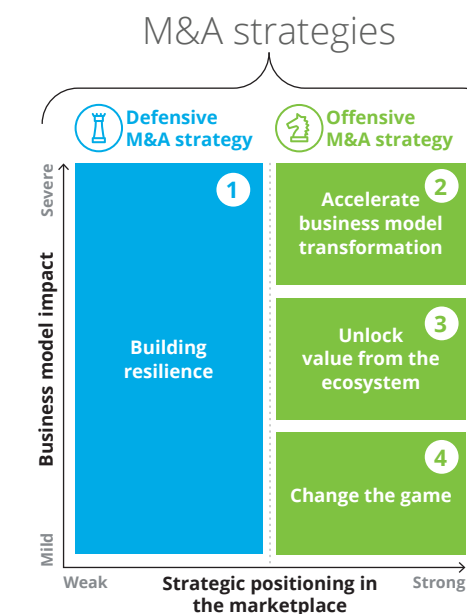 M&A strategies
Defensive
M&A strategy
Offensive
M&A strategy
Severe
Business model impact
Mild
1
Building
resilience
2
Accelerate
business model
transformation
3
Unlock
value from the
ecosystem
4
Change the game
Weak
Strategic positioning in
the marketplace
Strong